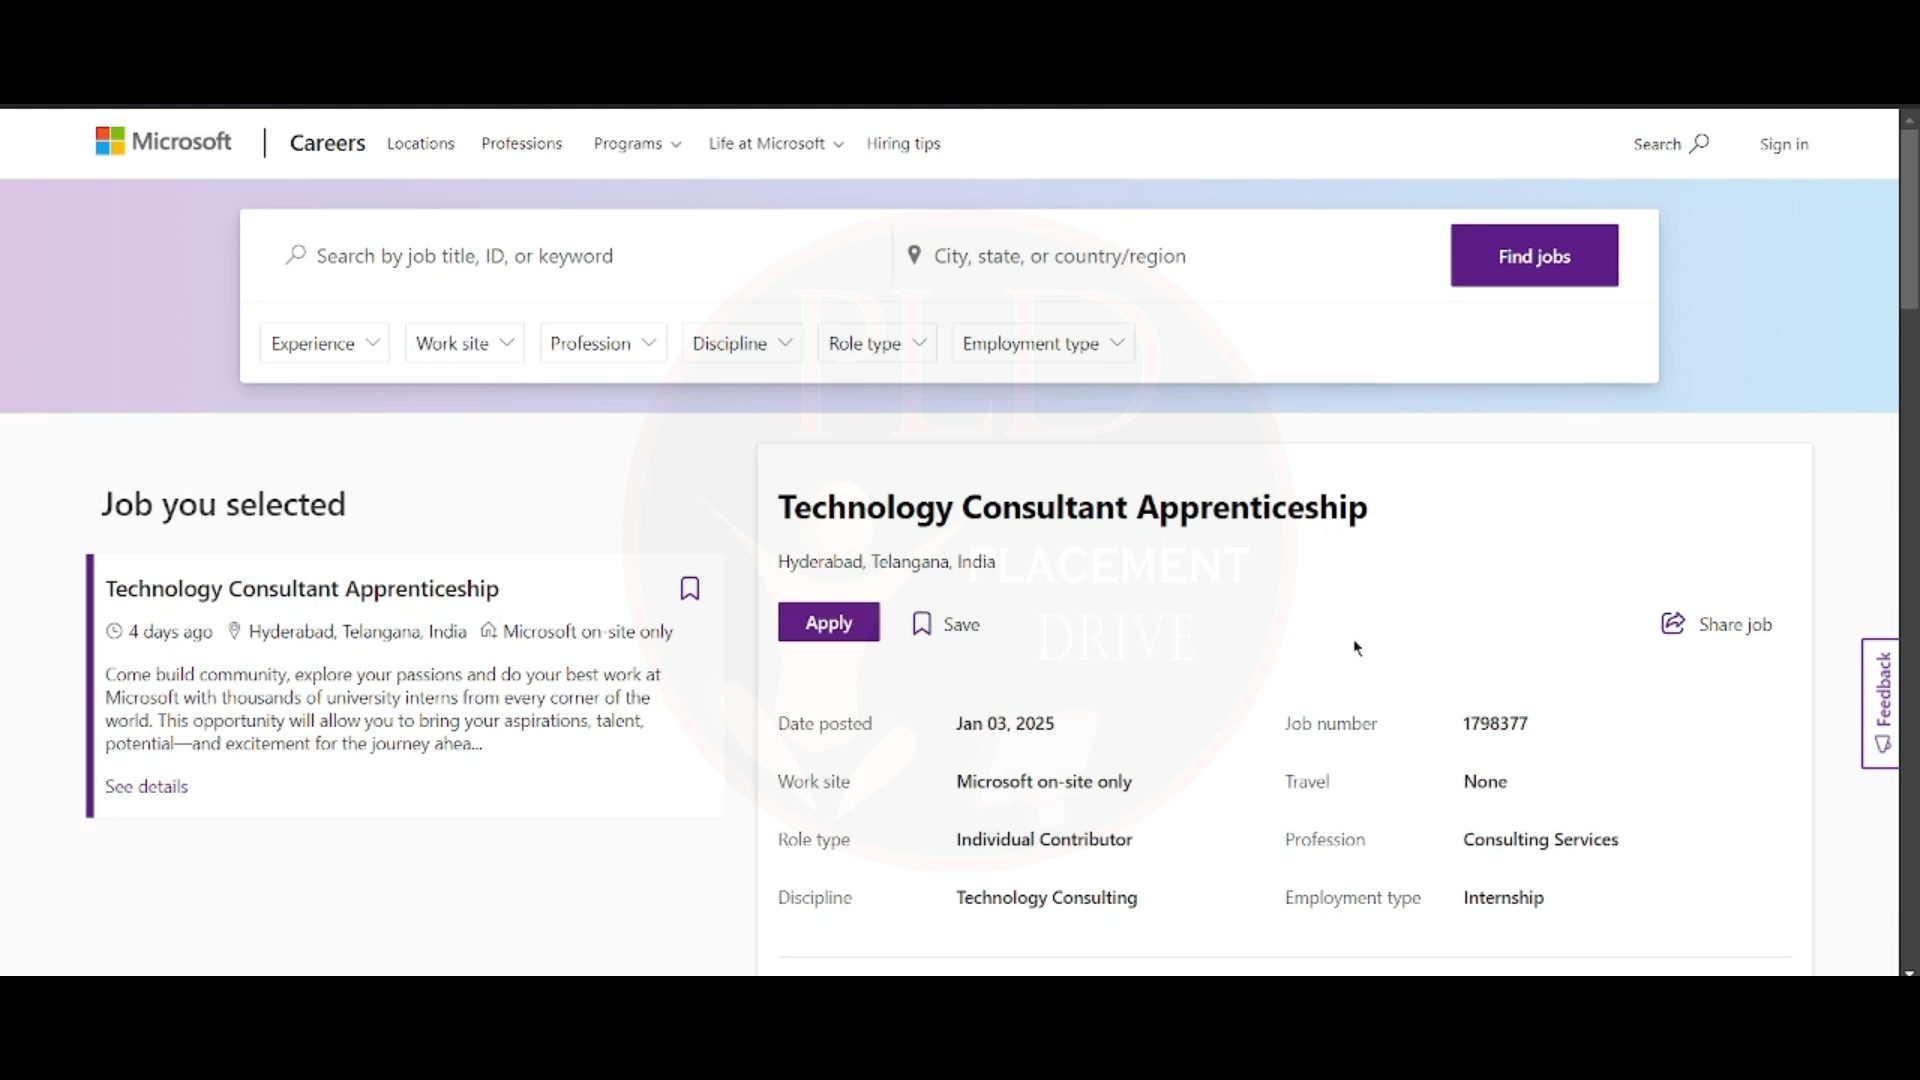 Microsoft | Careers Locations Professions Programs Life at Microsoft Hiring tips Search Sign in
Search by job title, ID, or keyword City, state, or country/region Find jobs
Experience Work site Profession Discipline Role type Employment type
PLD
PLACEMENT
DRIVE
Job you selected
Technology Consultant Apprenticeship
4 days ago Hyderabad, Telangana, India Microsoft on-site only
Come build community, explore your passions and do your best work at
Microsoft with thousands of university interns from every corner of the
world. This opportunity will allow you to bring your aspirations, talent,
potential—and excitement for the journey ahea...
See details
Technology Consultant Apprenticeship
Hyderabad, Telangana, India
Apply Save Share job
Date posted Jan 03, 2025 Job number 1798377
Work site Microsoft on-site only Travel None
Role type Individual Contributor Profession Consulting Services
Discipline Technology Consulting Employment type Internship
Feedback